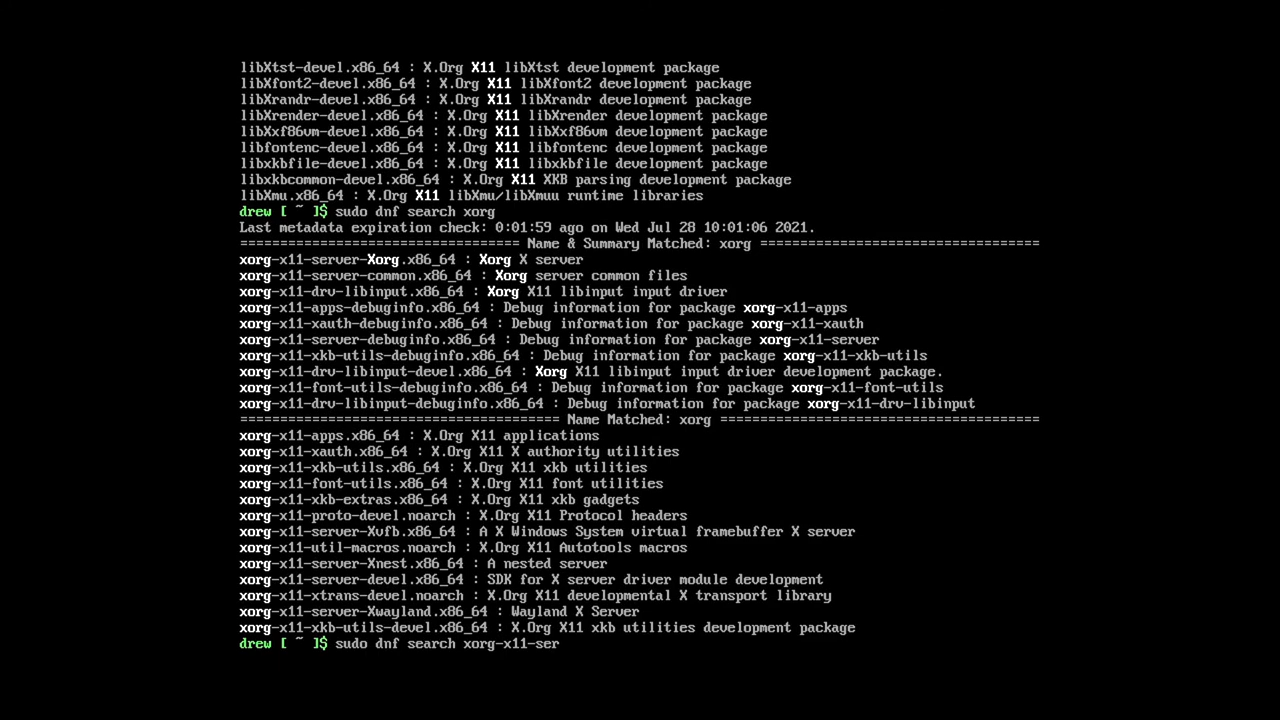 libXtst-devel.x86_64 : X.Org X11 libXtst development package
libXfont2-devel.x86_64 : X.Org X11 libXfont2 development package
libXrandr-devel.x86_64 : X.Org X11 libXrandr development package
libXrender-devel.x86_64 : X.Org X11 libXrender development package
libXxf86vm-devel.x86_64 : X.Org X11 libXxf86vm development package
libfontenc-devel.x86_64 : X.Org X11 libfontenc development package
libxkbfile-devel.x86_64 : X.Org X11 libxkbfile development package
libxkbcommon-devel.x86_64 : X.Org X11 XKB parsing development package
libXmu.x86_64 : X.Org X11 libXmu/libXmuu runtime libraries
drew [ ~ ]$ sudo dnf search xorg
Last metadata expiration check: 0:01:59 ago on Wed Jul 28 10:01:06 2021.
=================================== Name & Summary Matched: xorg ===================================
xorg-x11-server-Xorg.x86_64 : Xorg X server
xorg-x11-server-common.x86_64 : Xorg server common files
xorg-x11-drv-libinput.x86_64 : Xorg X11 libinput input driver
xorg-x11-apps-debuginfo.x86_64 : Debug information for package xorg-x11-apps
xorg-x11-xauth-debuginfo.x86_64 : Debug information for package xorg-x11-xauth
xorg-x11-server-debuginfo.x86_64 : Debug information for package xorg-x11-server
xorg-x11-xkb-utils-debuginfo.x86_64 : Debug information for package xorg-x11-xkb-utils
xorg-x11-drv-libinput-devel.x86_64 : Xorg X11 libinput input driver development package.
xorg-x11-font-utils-debuginfo.x86_64 : Debug information for package xorg-x11-font-utils
xorg-x11-drv-libinput-debuginfo.x86_64 : Debug information for package xorg-x11-drv-libinput
======================================== Name Matched: xorg ========================================
xorg-x11-apps.x86_64 : X.Org X11 applications
xorg-x11-xauth.x86_64 : X.Org X11 X authority utilities
xorg-x11-xkb-utils.x86_64 : X.Org X11 xkb utilities
xorg-x11-font-utils.x86_64 : X.Org X11 font utilities
xorg-x11-xkb-extras.x86_64 : X.Org X11 xkb gadgets
xorg-x11-proto-devel.noarch : X.Org X11 Protocol headers
xorg-x11-server-Xvfb.x86_64 : A X Windows System virtual framebuffer X server
xorg-x11-util-macros.noarch : X.Org X11 Autotools macros
xorg-x11-server-Xnest.x86_64 : A nested server
xorg-x11-server-devel.x86_64 : SDK for X server driver module development
xorg-x11-xtrans-devel.noarch : X.Org X11 developmental X transport library
xorg-x11-server-Xwayland.x86_64 : Wayland X Server
xorg-x11-xkb-utils-devel.x86_64 : X.Org X11 xkb utilities development package
drew [ ~ ]$ sudo dnf search xorg-x11-ser